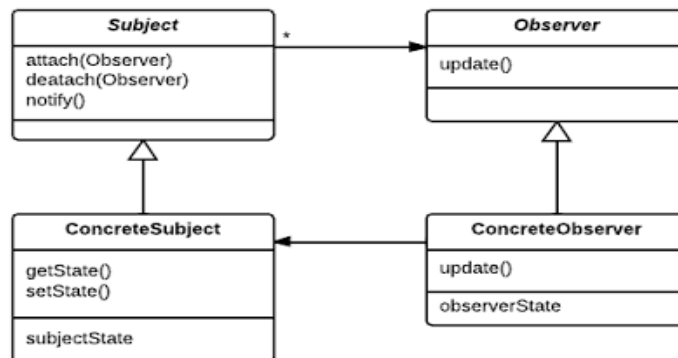 Subject
attach(Observer)
deatach(Observer)
notify()
*
Observer
update()
ConcreteSubject
getState()
setState()
subjectState
ConcreteObserver
update()
observerState